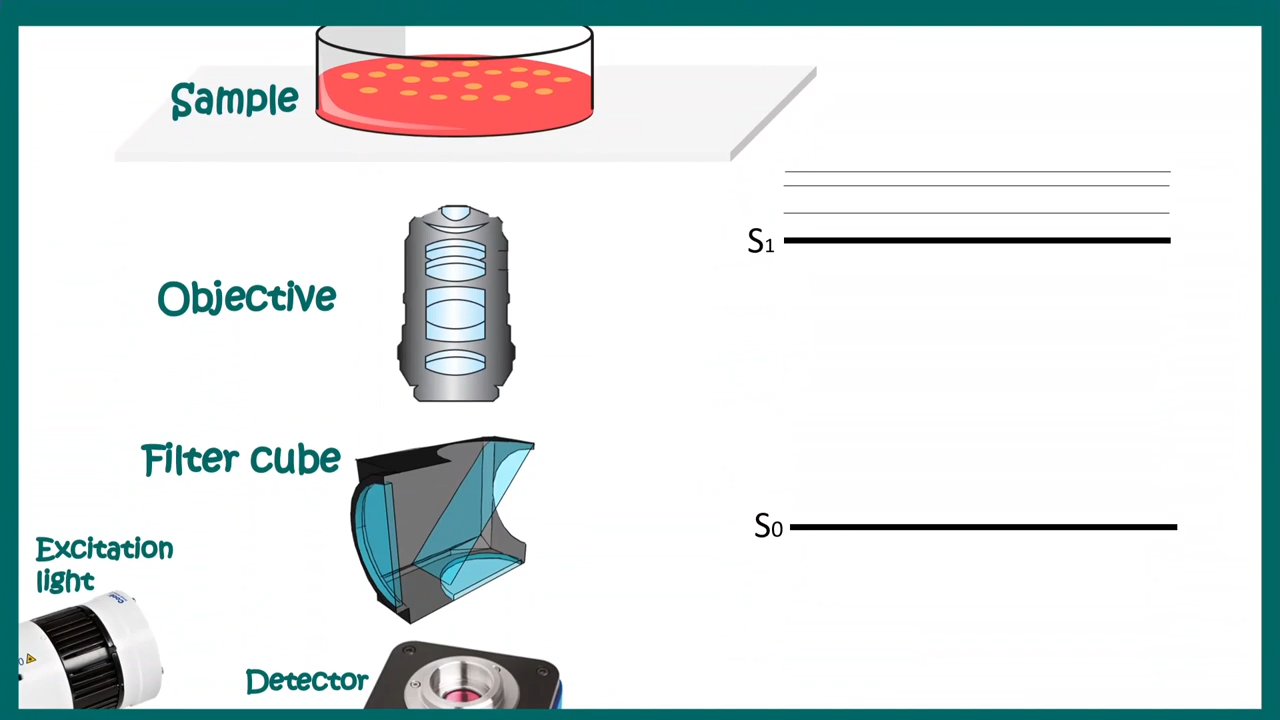 Sample
S1
Objective
Filter cube
S0
Excitation
light
Detector